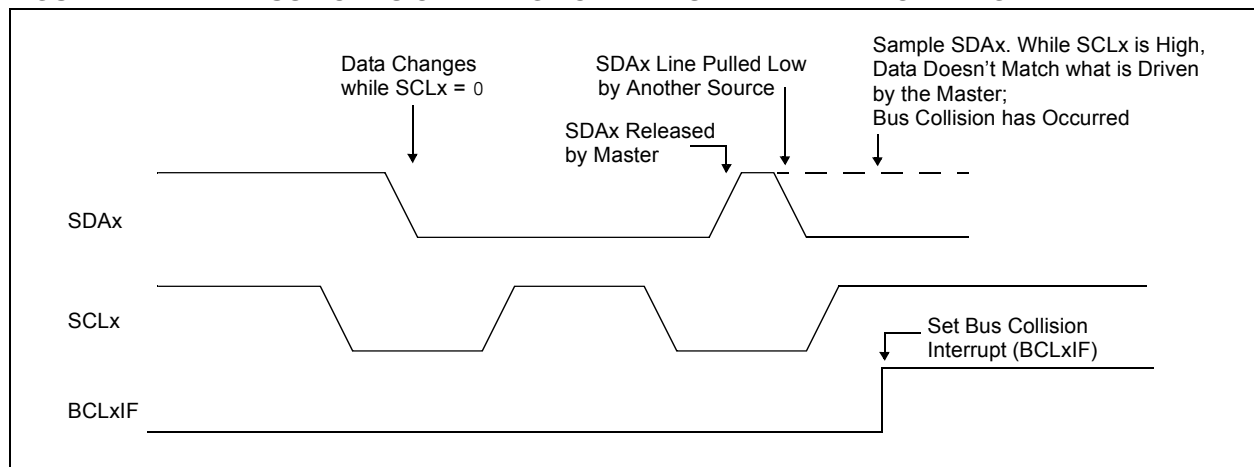 Data Changes
while SCLx = 0
SDAx Line Pulled Low
by Another Source
Sample SDAx. While SCLx is High,
Data Doesn't Match what is Driven
by the Master;
Bus Collision has Occurred
SDAx Released
by Master
SDAx
SCLx
Set Bus Collision
Interrupt (BCLxIF)
BCLxIF